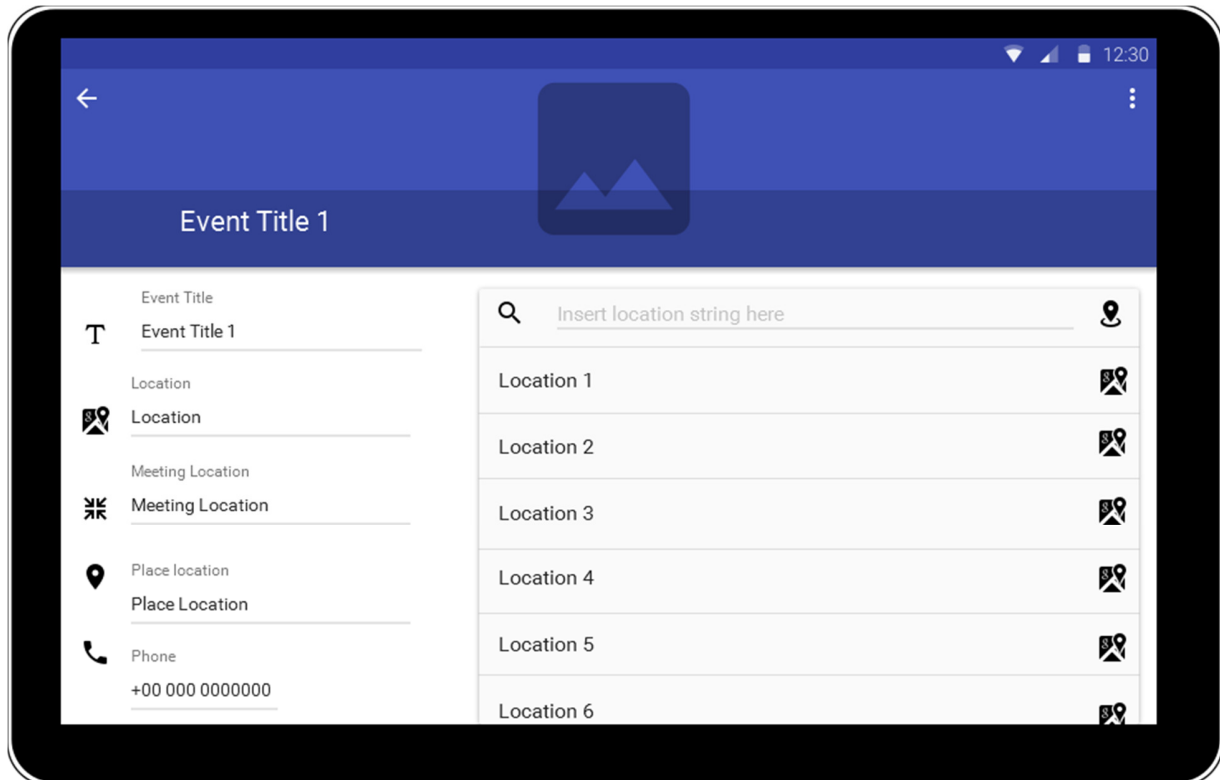 12:30
Event Title 1
Event Title
Event Title 1
Location
Location
Meeting Location
Meeting Location
Place location
Place Location
Phone
+00 000 0000000
Insert location string here
Location 1
Location 2
Location 3
Location 4
Location 5
Location 6